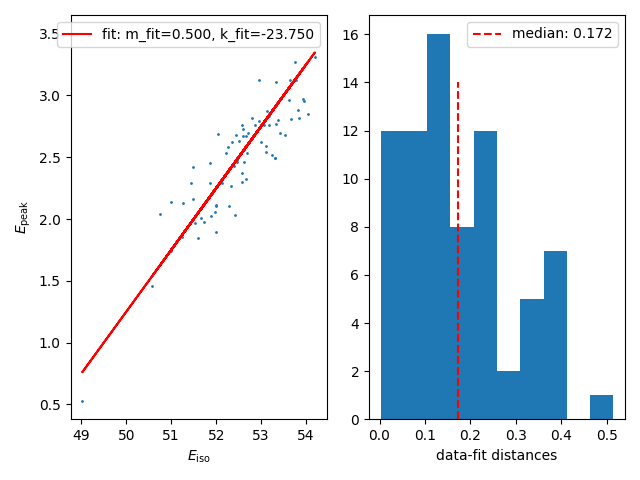 fit: m_fit=0.500, k_fit=-23.750
3.5
3.0
2.5
2.0
1.5
1.0
0.5
E_peak
49 50 51 52 53 54
E_iso
median: 0.172
16
14
12
10
8
6
4
2
0
0.0 0.1 0.2 0.3 0.4 0.5
data-fit distances